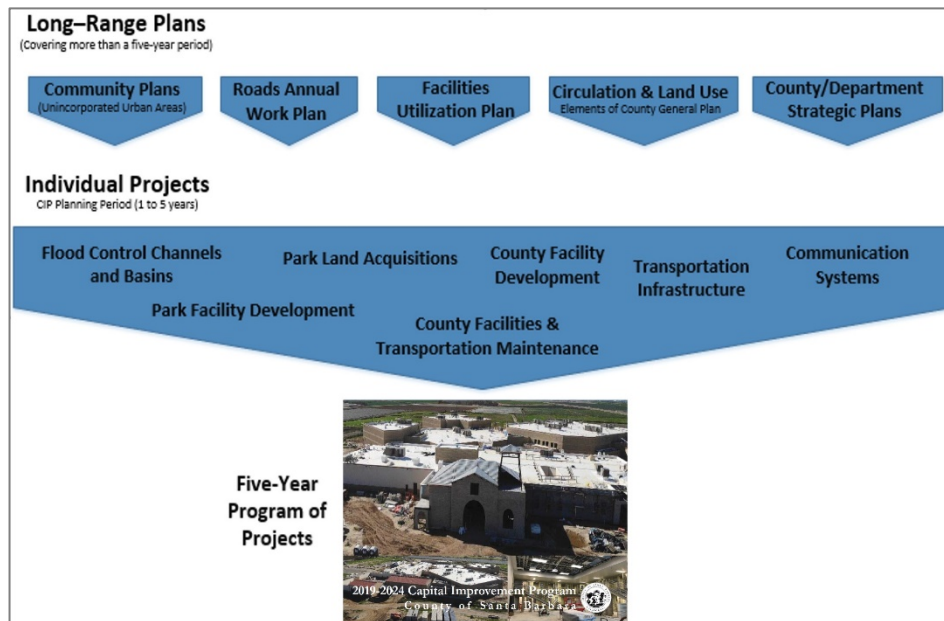 Long–Range Plans
(Covering more than a five-year period)
Community Plans
(Unincorporated Urban Areas)
Roads Annual
Work Plan
Facilities
Utilization Plan
Circulation & Land Use
Elements of County General Plan
County/Department
Strategic Plans
Individual Projects
CIP Planning Period (1 to 5 years)
Flood Control Channels
and Basins
Park Land Acquisitions
County Facility
Development
Transportation
Infrastructure
Communication
Systems
Park Facility Development
County Facilities &
Transportation Maintenance
Five-Year
Program of
Projects
2019-2024 Capital Improvement Program
County of Santa Barbara